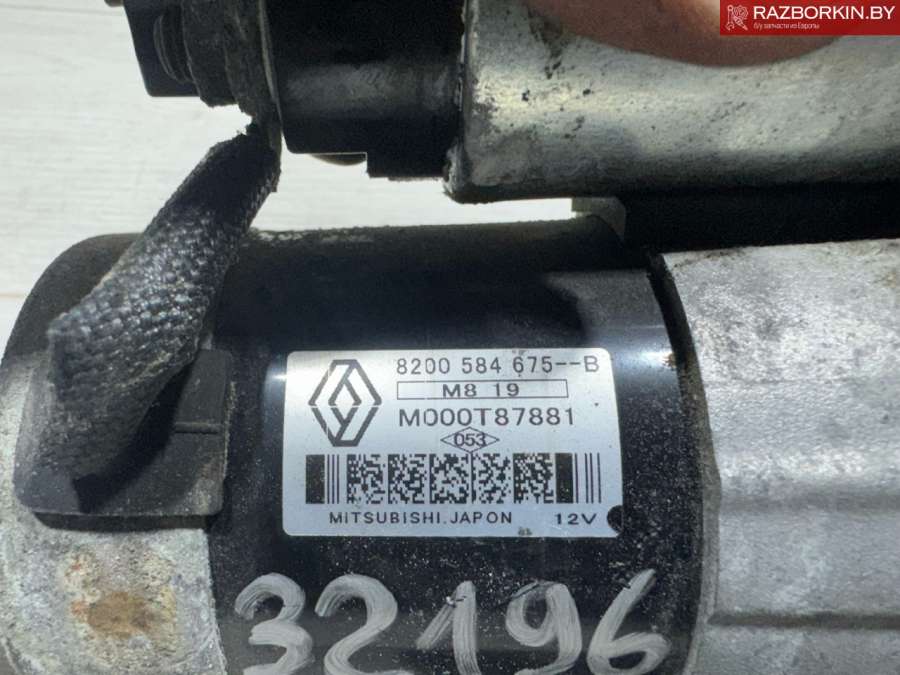 RAZBORKIN.BY
б/у запчасти из Европы
8200 584 675--B
M8 19
M000T87881
053
MITSUBISHI.JAPON 12V
32196